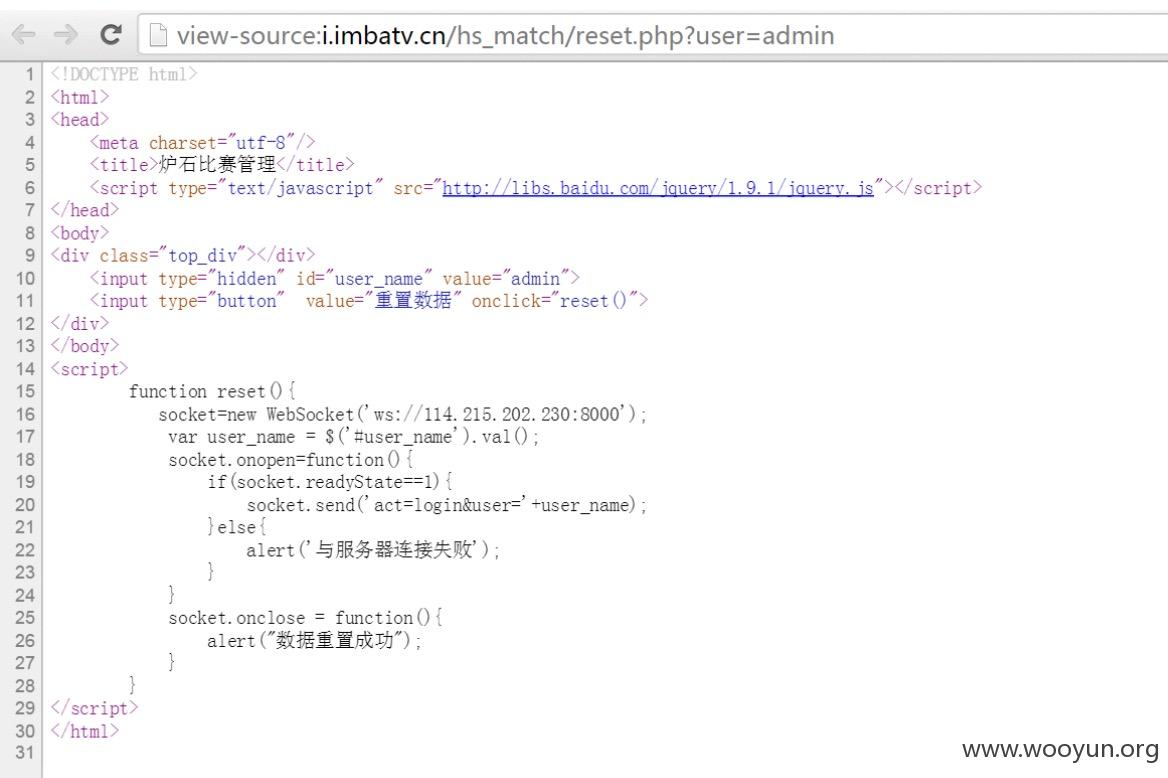 view-source:i.imbatv.cn/hs_match/reset.php?user=admin
1 <!DOCTYPE html>
2 <html>
3 <head>
4     <meta charset="utf-8"/>
5     <title>炉石比赛管理</title>
6     <script type="text/javascript" src="http://libs.baidu.com/jquery/1.9.1/jquery.js"></script>
7 </head>
8 <body>
9 <div class="top_div"></div>
10     <input type="hidden" id="user_name" value="admin">
11     <input type="button"  value="重置数据" onclick="reset()">
12 </div>
13 </body>
14 <script>
15         function reset(){
16            socket=new WebSocket('ws://114.215.202.230:8000');
17             var user_name = $('#user_name').val();
18             socket.onopen=function(){
19                 if(socket.readyState==1){
20                     socket.send('act=login&user='+user_name);
21                 }else{
22                     alert('与服务器连接失败');
23                 }
24             }
25             socket.onclose = function(){
26                 alert("数据重置成功");
27             }
28         }
29 </script>
30 </html>
31
www.wooyun.org